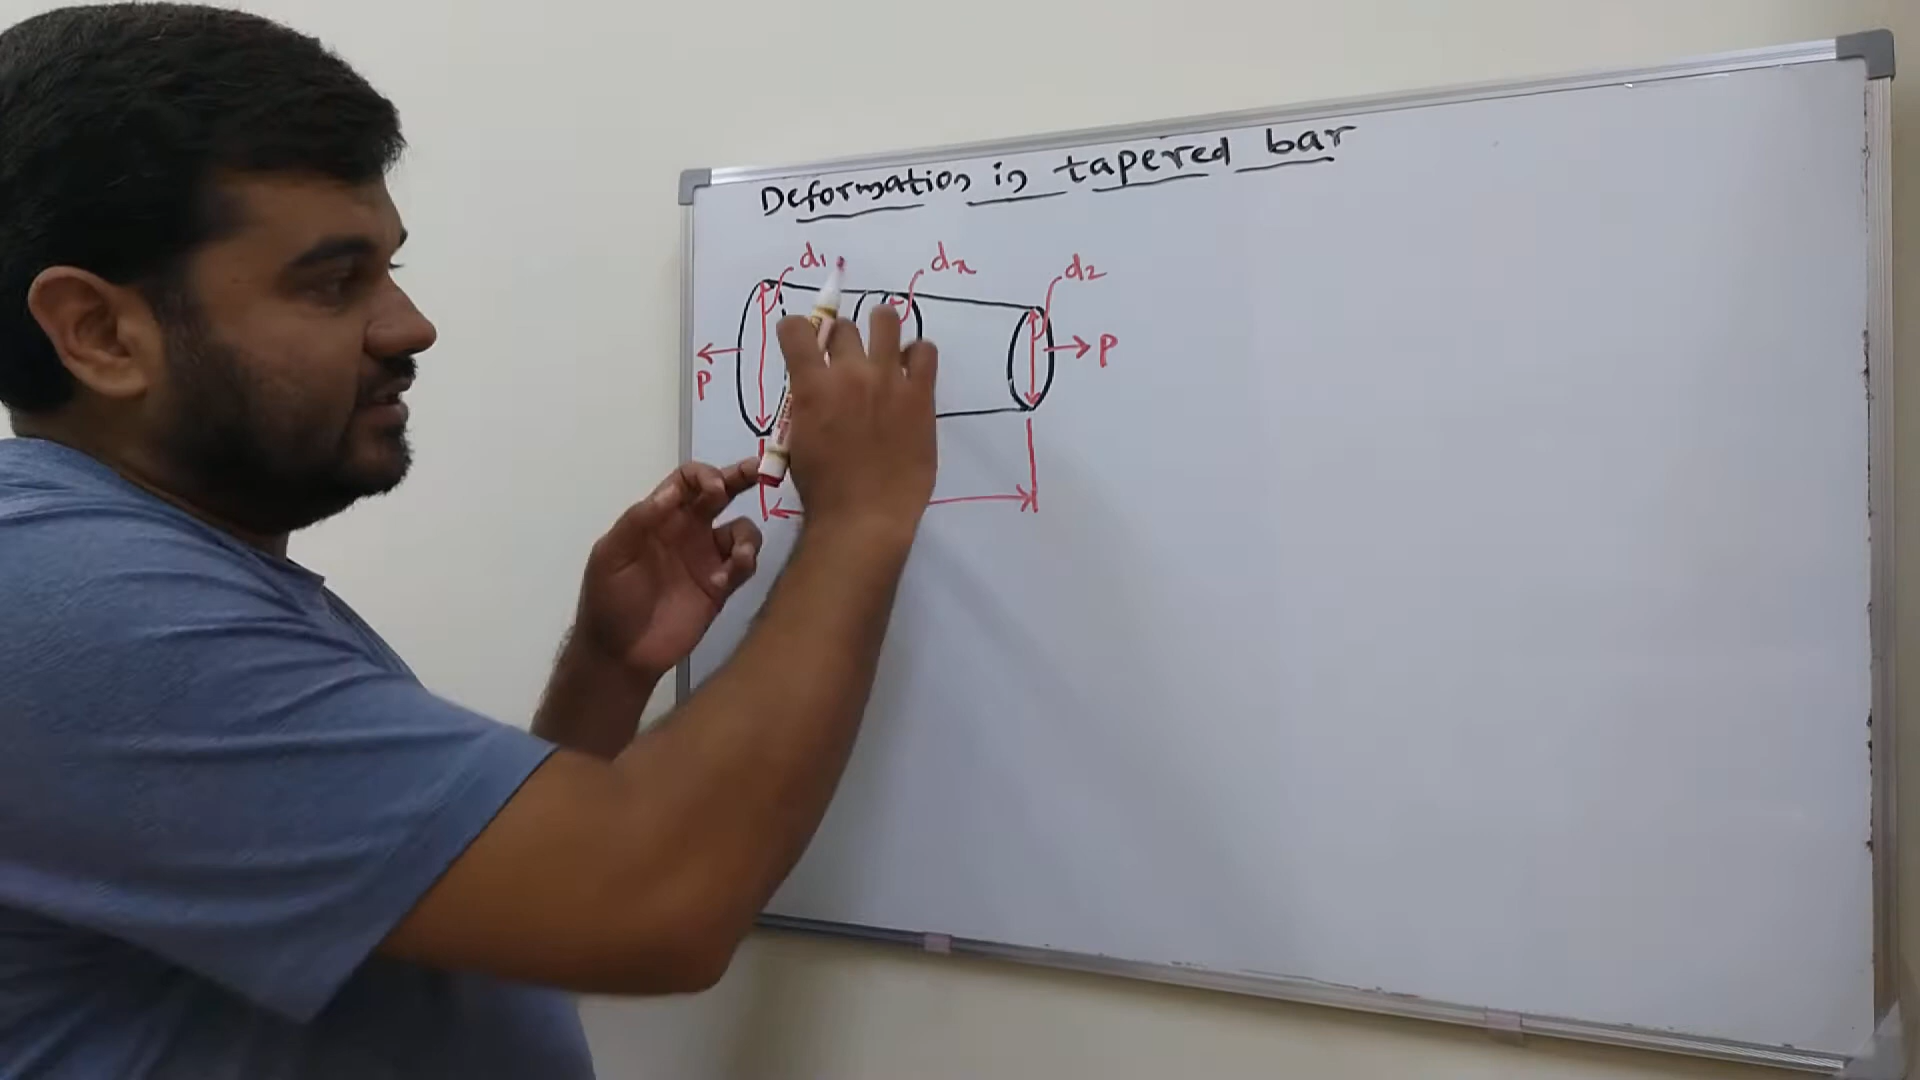 Deformation in tapered bar
d1 dx d2
P P